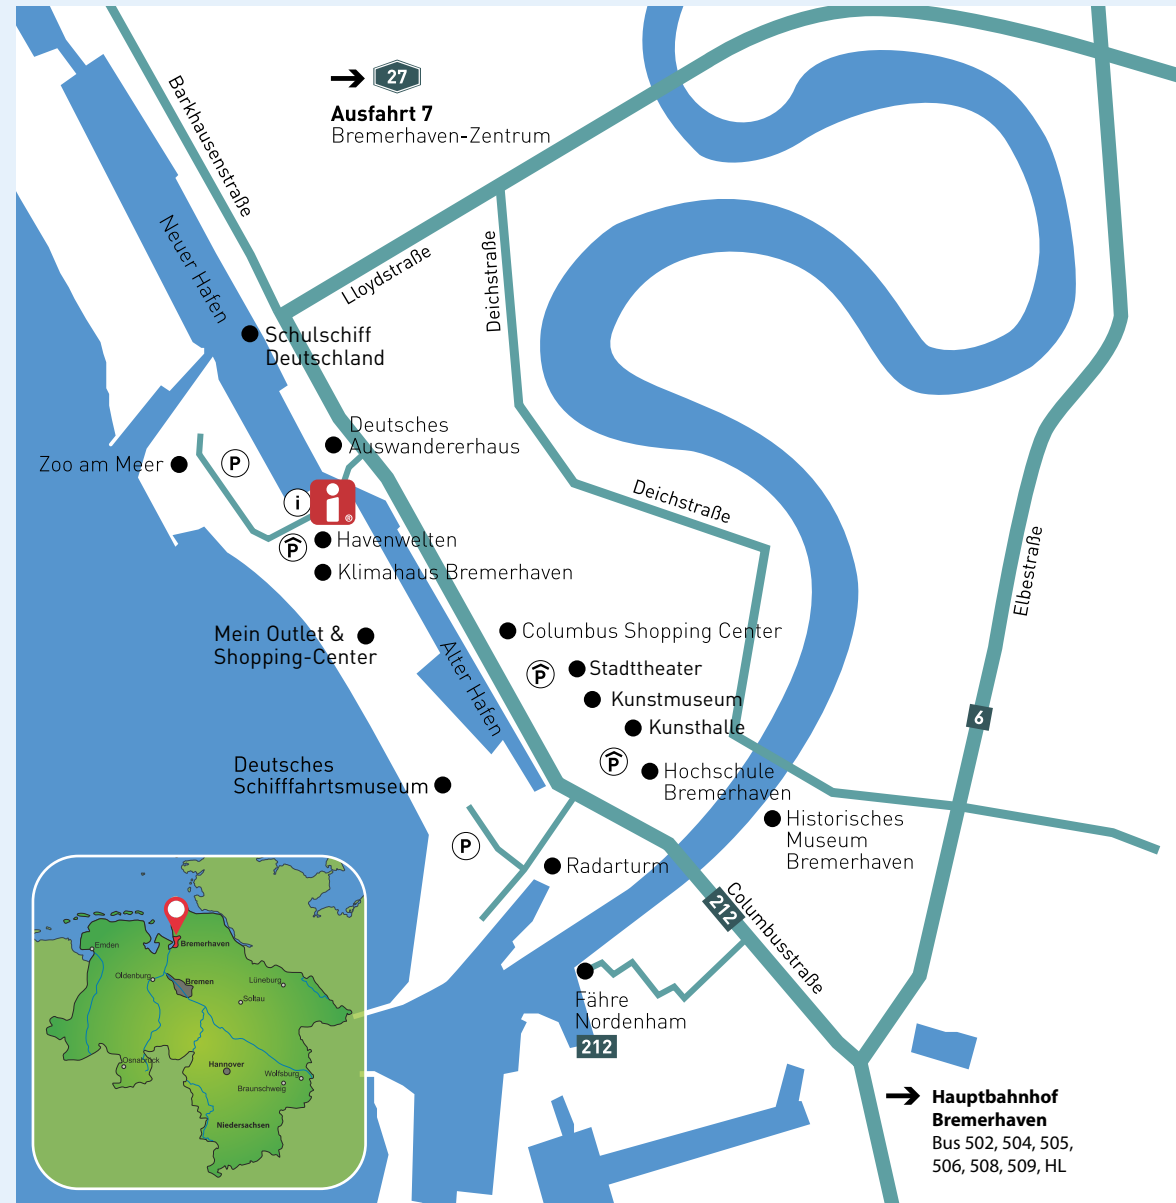 27
Ausfahrt 7
Bremerhaven-Zentrum
Barkhausenstraße
Neuer Hafen
Lloydstraße
Deichstraße
Schulschiff
Deutschland
Deutsches
Auswandererhaus
Zoo am Meer
P
i
i
®
P
Havenwelten
Klimahaus Bremerhaven
Deichstraße
Elbestraße
Mein Outlet &
Shopping-Center
Alter Hafen
Columbus Shopping Center
P
Stadttheater
Kunstmuseum
Kunsthalle
6
P
Hochschule
Bremerhaven
Deutsches
Schifffahrtsmuseum
Historisches
Museum
Bremerhaven
P
Radarturm
212
Columbusstraße
Fähre
Nordenham
212
Hauptbahnhof
Bremerhaven
Bus 502, 504, 505,
506, 508, 509, HL
Emden
Bremerhaven
Oldenburg
Bremen
Lüneburg
Soltau
Osnabrück
Hannover
Wolfsburg
Braunschweig
Niedersachsen